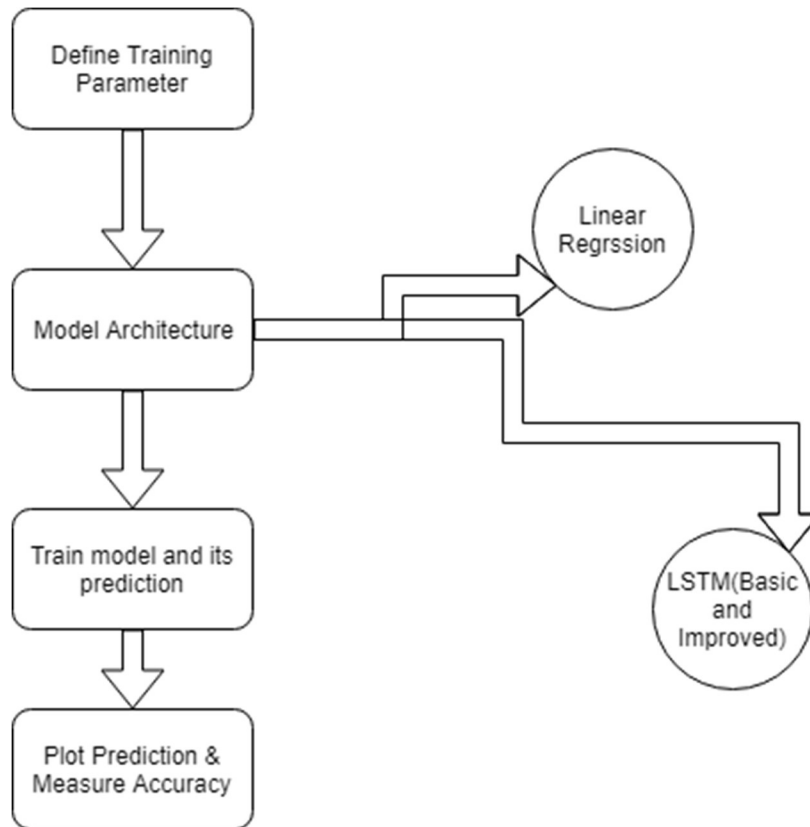 Define Training
Parameter
Linear
Regrssion
Model Architecture
Train model and its
prediction
LSTM(Basic
and
Improved)
Plot Prediction &
Measure Accuracy